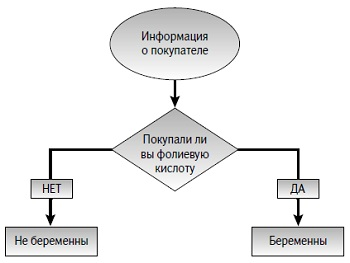 Информация
о покупателе
Покупали ли
вы фолиевую
кислоту
НЕТ
ДА
Не беременны
Беременны